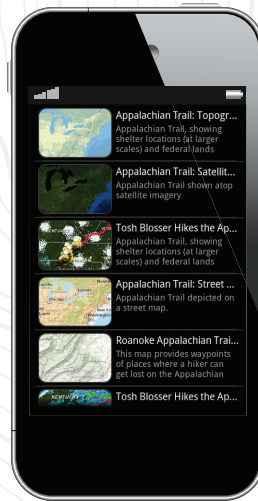 Appalachian Trail: Topogr...
Appalachian Trail, showing
shelter locations (at larger
scales) and federal lands
Appalachian Trail: Satellit...
Appalachian Trail shown atop
satellite imagery
Tosh Blosser Hikes the Ap...
Appalachian Trail, showing
shelter locations (at larger
scales) and federal lands
Appalachian Trail: Street ...
Appalachian Trail depicted on
a street map.
Chicago
Toronto
Roanoke Appalachian Trai...
This map provides waypoints
of places where a hiker can
get lost on the Appalachian
KENTUCKY
Tosh Blosser Hikes the Ap...